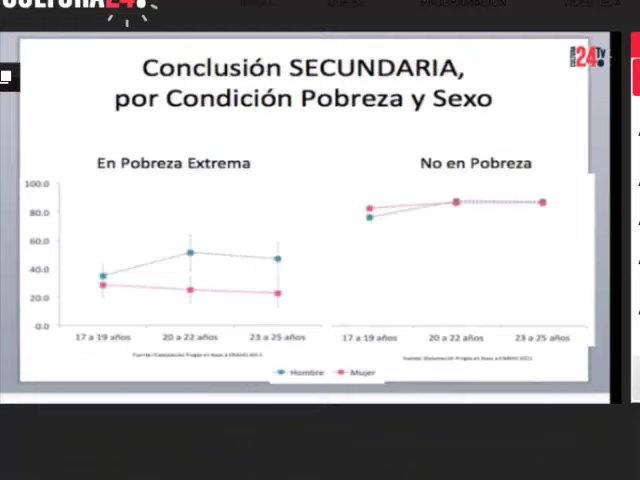 CULTURA24.
CULTURA 24 Tv
Conclusión SECUNDARIA,
por Condición Pobreza y Sexo
En Pobreza Extrema
No en Pobreza
100.0
80.0
60.0
40.0
20.0
0.0
17 a 19 años
20 a 22 años
23 a 25 años
17 a 19 años
20 a 22 años
23 a 25 años
Hombre
Mujer